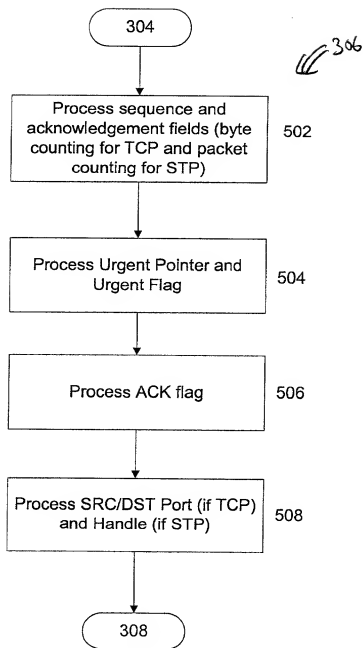 304
306
Process sequence and
acknowledgement fields (byte
counting for TCP and packet
counting for STP)
502
Process Urgent Pointer and
Urgent Flag
504
Process ACK flag
506
Process SRC/DST Port (if TCP)
and Handle (if STP)
508
308